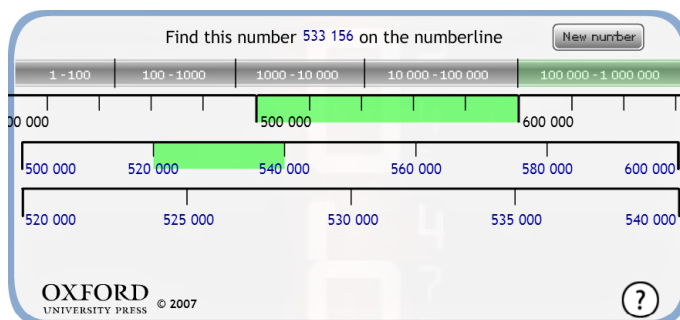 Find this number 533 156 on the numberline
New number
1 - 100 100 - 1000 1000 - 10 000 10 000 - 100 000 100 000 - 1 000 000
00 000 500 000 600 000
500 000 520 000 540 000 560 000 580 000 600 000
520 000 525 000 530 000 535 000 540 000
OXFORD
UNIVERSITY PRESS © 2007
?